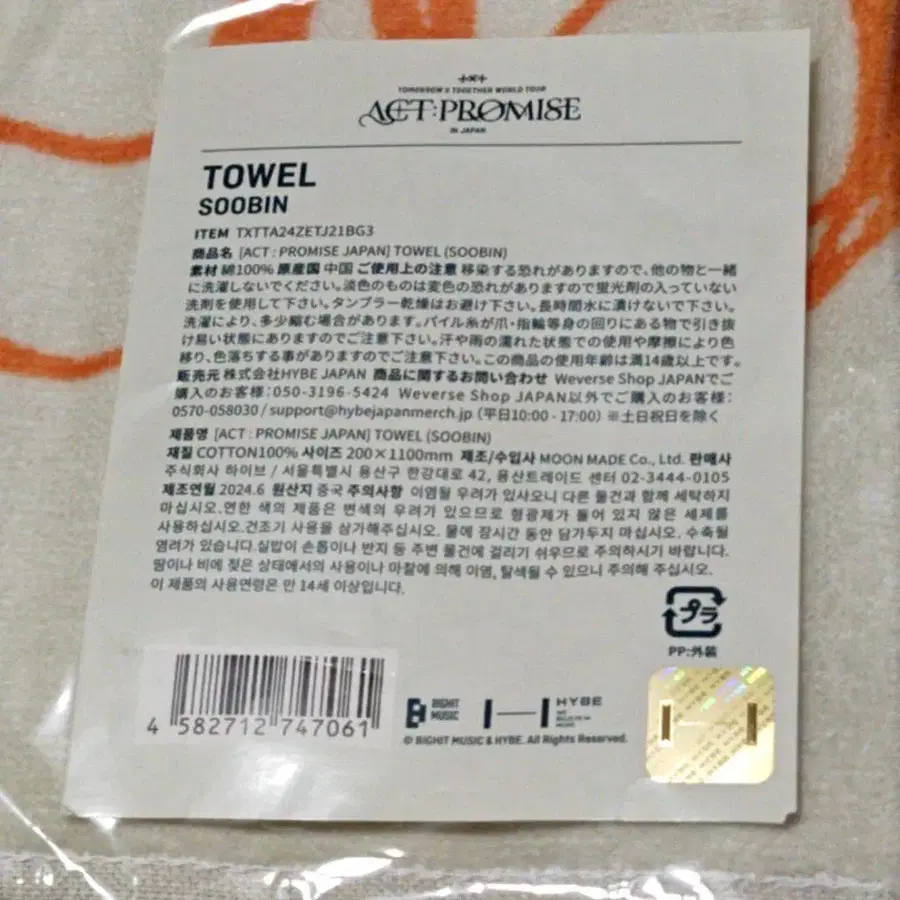 TOMORROW X TOGETHER WORLD TOUR
ACT:PROMISE
IN JAPAN
TOWEL
SOOBIN
ITEM TXTTA24ZETJ21BG3
商品名 [ACT : PROMISE JAPAN] TOWEL (SOOBIN)
素材 綿100% 原産国 中国 ご使用上の注意 移染する恐れがありますので、他の物と一緒
に洗濯しないでください。淡色のものは変色の恐れがありますので蛍光剤の入っていない
洗剤を使用して下さい。タンブラー乾燥はお避け下さい。長時間水に漬けないで下さい。
洗濯により、多少縮む場合があります。パイル糸が爪・指輪等身の回りにある物で引き抜
け易い状態にありますのでご注意下さい。汗や雨の濡れた状態での使用や摩擦により色
移り、色落ちする事がありますのでご注意下さい。この商品の使用年齢は満14歳以上です。
販売元 株式会社HYBE JAPAN 商品に関するお問い合わせ Weverse Shop JAPANでご
購入のお客様：050-3196-5424 Weverse Shop JAPAN以外でご購入のお客様：
0570-058030 / support@hybejapanmerch.jp (平日10:00 - 17:00) ※土日祝日を除く
제품명 [ACT : PROMISE JAPAN] TOWEL (SOOBIN)
재질 COTTON100% 사이즈 200×1100mm 제조/수입사 MOON MADE Co., Ltd. 판매사
주식회사 하이브 / 서울특별시 용산구 한강대로 42, 용산트레이드 센터 02-3444-0105
제조연월 2024.6 원산지 중국 주의사항 이염될 우려가 있사오니 다른 물건과 함께 세탁하지
마십시오.연한 색의 제품은 변색의 우려가 있으므로 형광제가 들어 있지 않은 세제를
사용하십시오.건조기 사용을 삼가해주십시오. 물에 장시간 동안 담가두지 마십시오. 수축될
염려가 있습니다.실밥이 손톱이나 반지 등 주변 물건에 걸리기 쉬우므로 주의하시기 바랍니다.
땀이나 비에 젖은 상태에서의 사용이나 마찰에 의해 이염, 탈색될 수 있으니 주의해 주십시오.
이 제품의 사용연령은 만 14세 이상입니다.
プラ
PP:外装
4 582712 747061
BIGHIT
MUSIC
HYBE
© BIGHIT MUSIC & HYBE. All Rights Reserved.